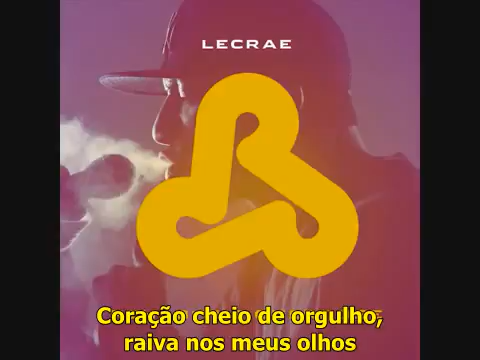 LECRAE
Coração cheio de orgulho,
raiva nos meus olhos